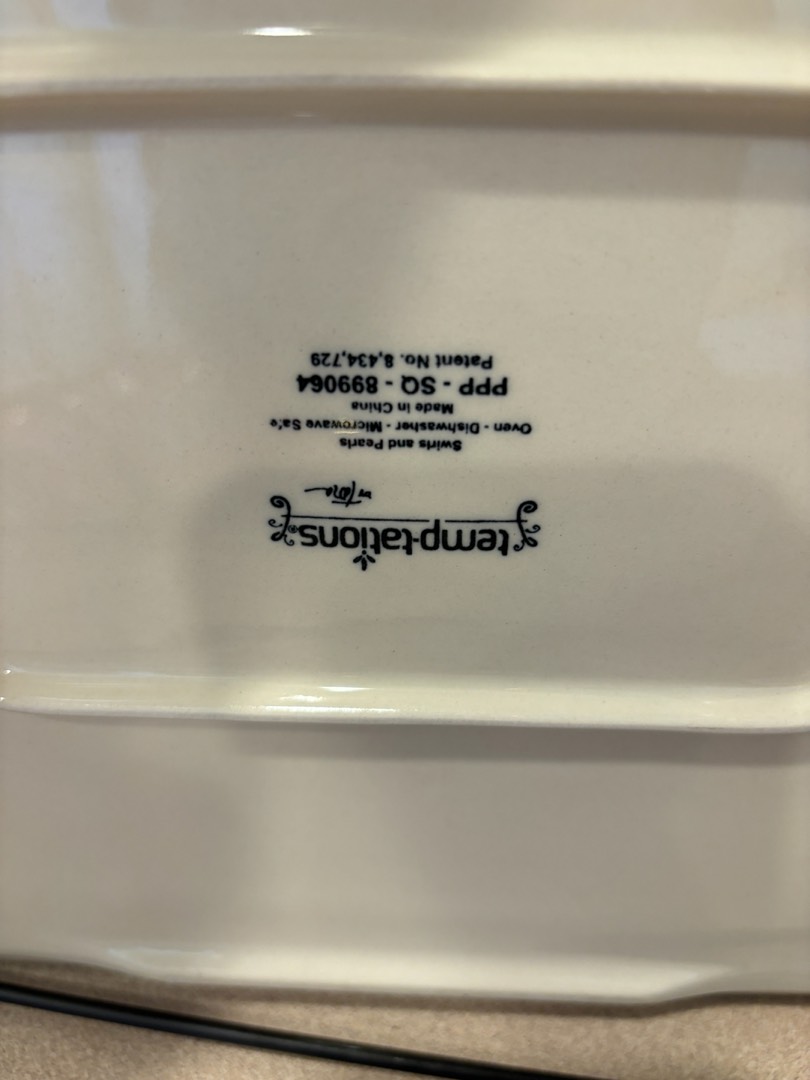 temp-tations®
by Tara
Swirls and Pearls
Oven - Dishwasher - Microwave Safe
Made in China
PPP - SQ - 899064
Patent No. 8,434,729